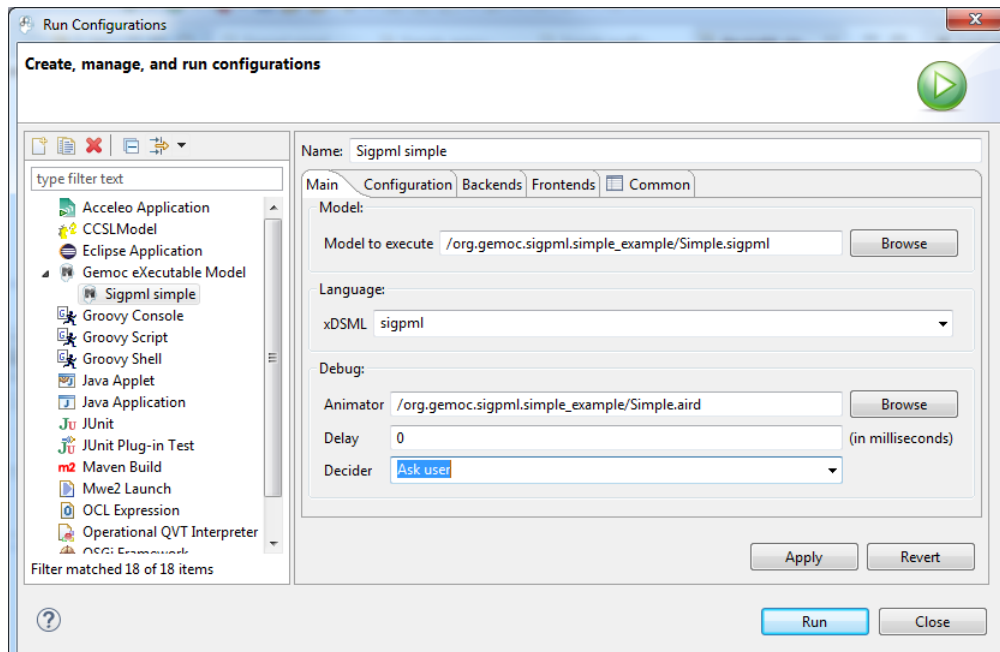 Run Configurations
Create, manage, and run configurations
type filter text
Acceleo Application
CCSLModel
Eclipse Application
Gemoc eXecutable Model
Sigpml simple
Groovy Console
Groovy Script
Groovy Shell
Java Applet
Java Application
JUnit
JUnit Plug-in Test
Maven Build
Mwe2 Launch
OCL Expression
Operational QVT Interpreter
OSGi Framework
Filter matched 18 of 18 items
Name: Sigpml simple
Main Configuration Backends Frontends Common
Model:
Model to execute /org.gemoc.sigpml.simple_example/Simple.sigpml Browse
Language:
xDSML sigpml
Debug:
Animator /org.gemoc.sigpml.simple_example/Simple.aird Browse
Delay 0 (in milliseconds)
Decider Ask user
Apply Revert
Run Close